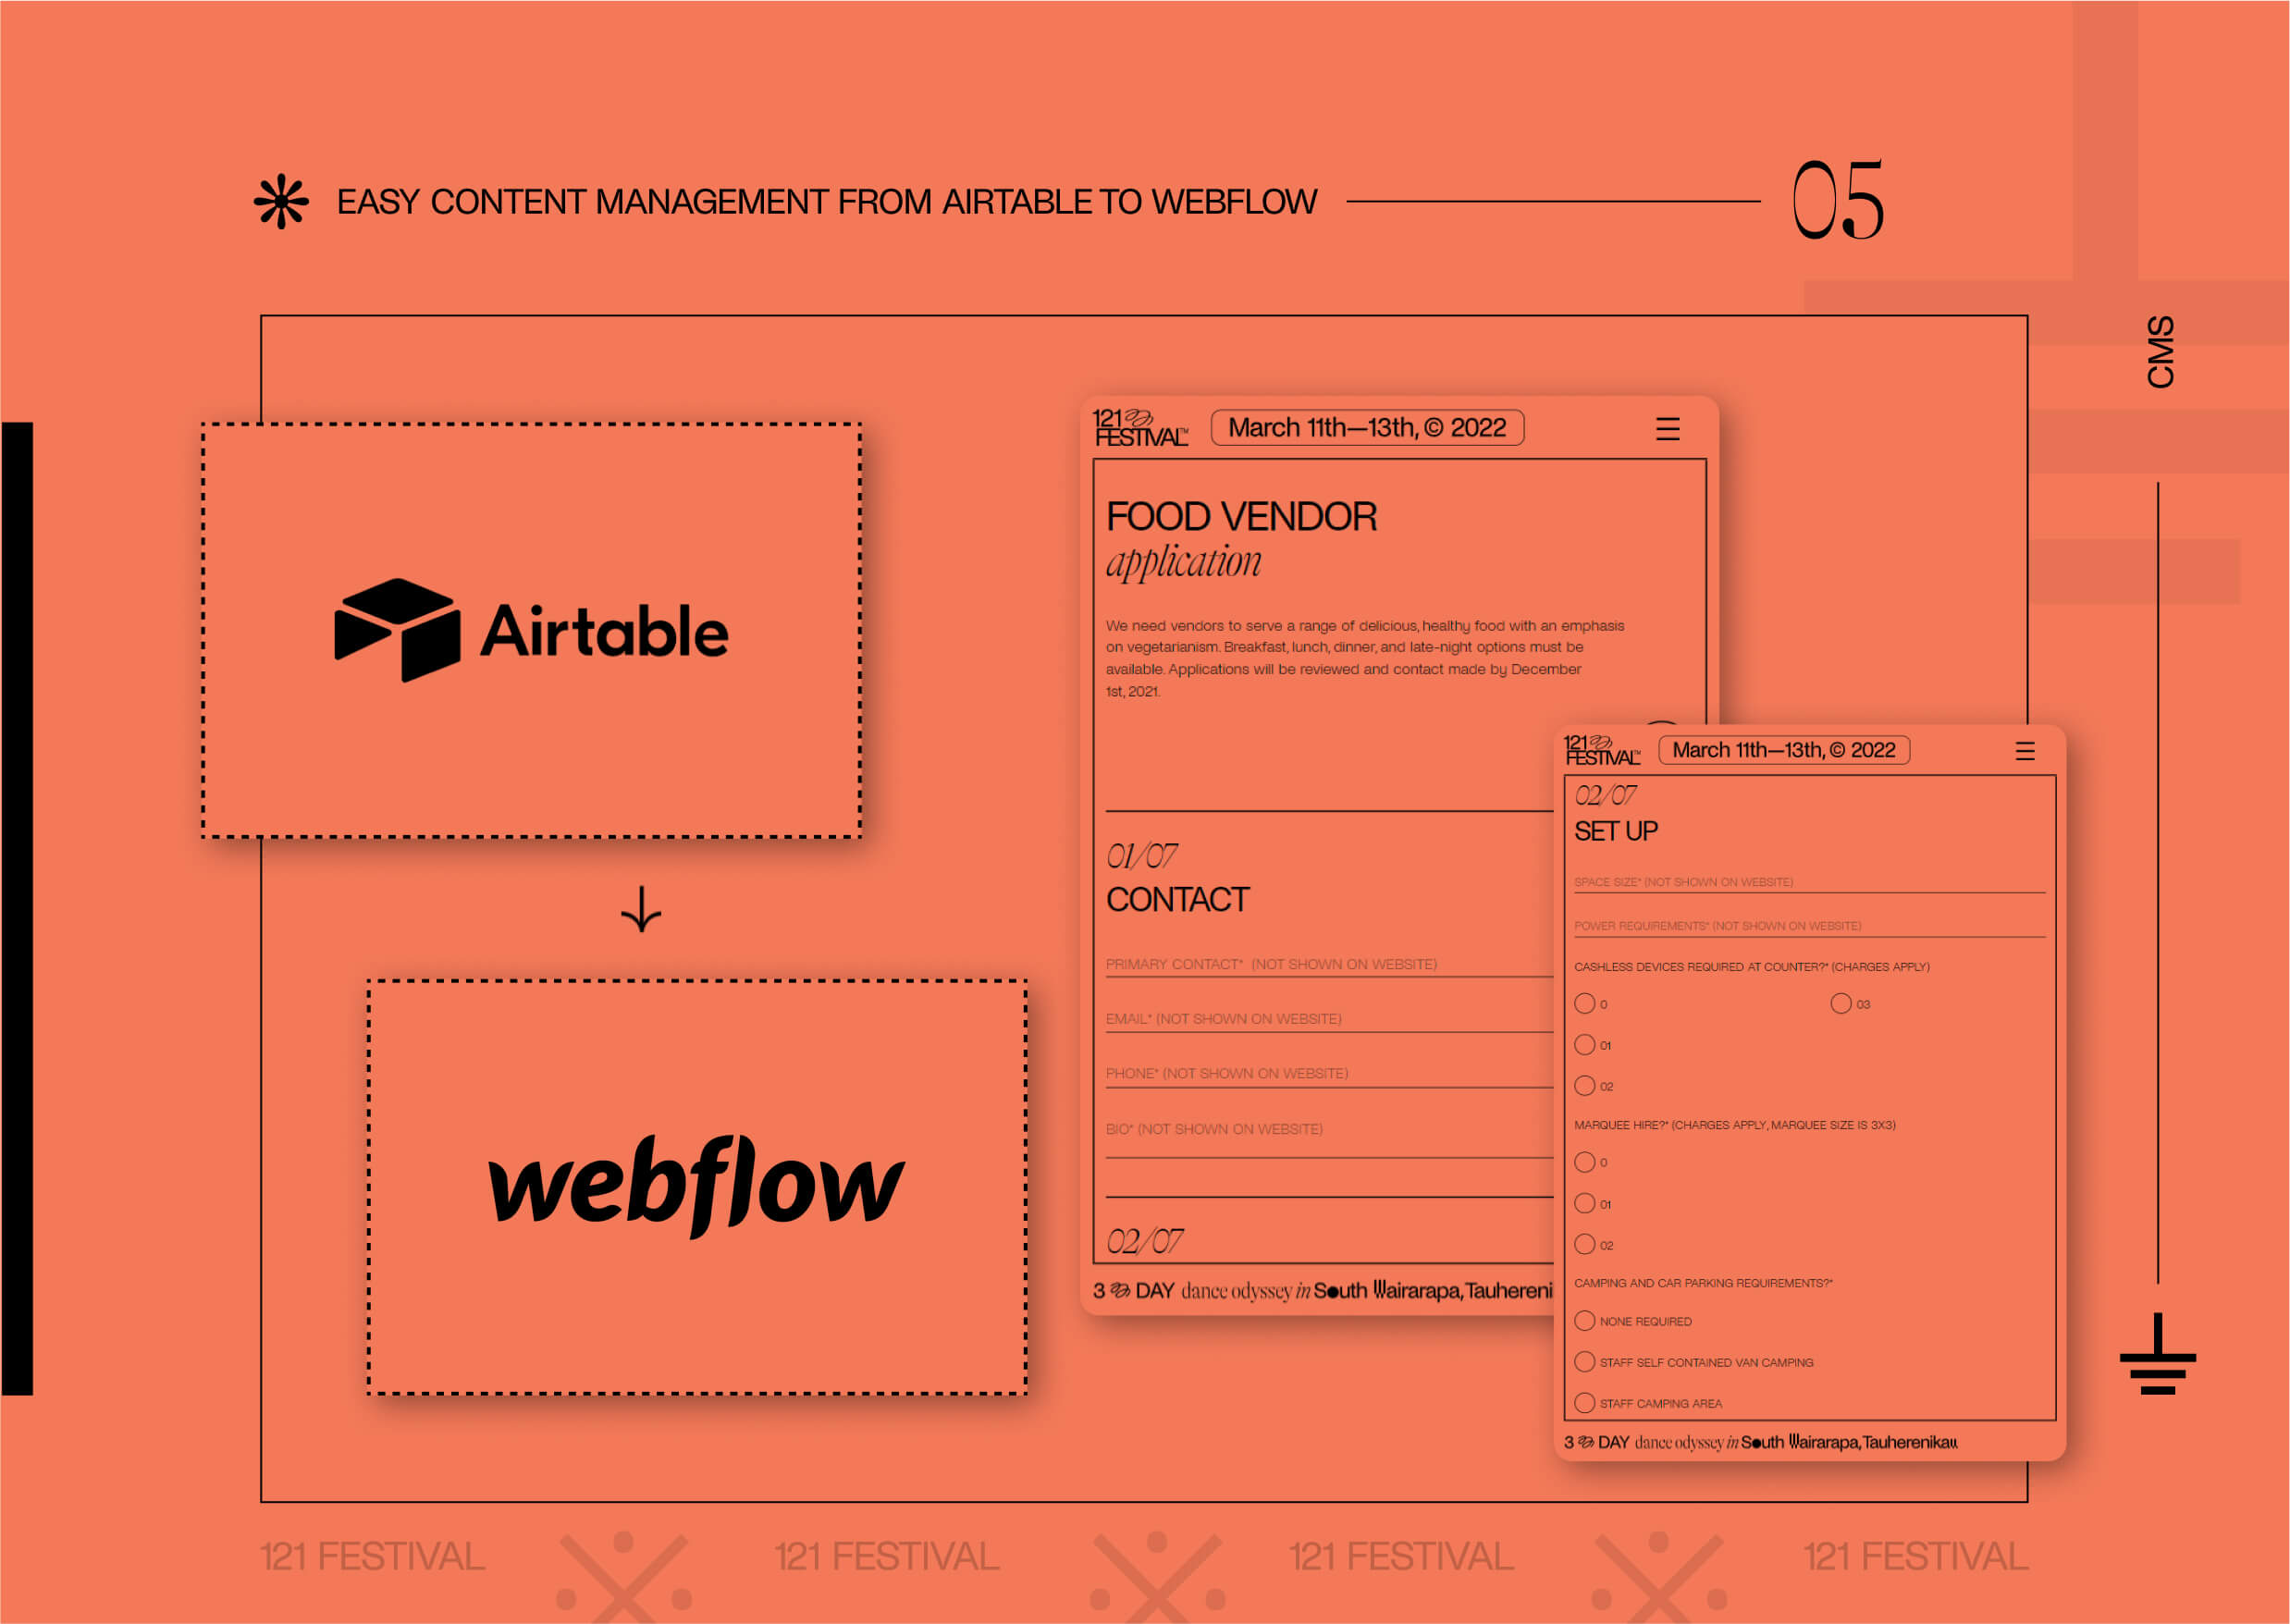 EASY CONTENT MANAGEMENT FROM AIRTABLE TO WEBFLOW
05
CMS
Airtable
webflow
121
FESTIVAL™
March 11th—13th, © 2022
FOOD VENDOR
application
We need vendors to serve a range of delicious, healthy food with an emphasis
on vegetarianism. Breakfast, lunch, dinner, and late-night options must be
available. Applications will be reviewed and contact made by December
1st, 2021.
01/07
CONTACT
PRIMARY CONTACT* (NOT SHOWN ON WEBSITE)
EMAIL* (NOT SHOWN ON WEBSITE)
PHONE* (NOT SHOWN ON WEBSITE)
BIO* (NOT SHOWN ON WEBSITE)
02/07
3 DAY dance odyssey in South Wairarapa, Tauhereni
121
FESTIVAL™
March 11th—13th, © 2022
02/07
SET UP
SPACE SIZE* (NOT SHOWN ON WEBSITE)
POWER REQUIREMENTS* (NOT SHOWN ON WEBSITE)
CASHLESS DEVICES REQUIRED AT COUNTER?* (CHARGES APPLY)
0 03
01
02
MARQUEE HIRE?* (CHARGES APPLY, MARQUEE SIZE IS 3X3)
0
01
02
CAMPING AND CAR PARKING REQUIREMENTS?*
NONE REQUIRED
STAFF SELF CONTAINED VAN CAMPING
STAFF CAMPING AREA
3 DAY dance odyssey in South Wairarapa, Tauherenikau
121 FESTIVAL 121 FESTIVAL 121 FESTIVAL 121 FESTIVAL